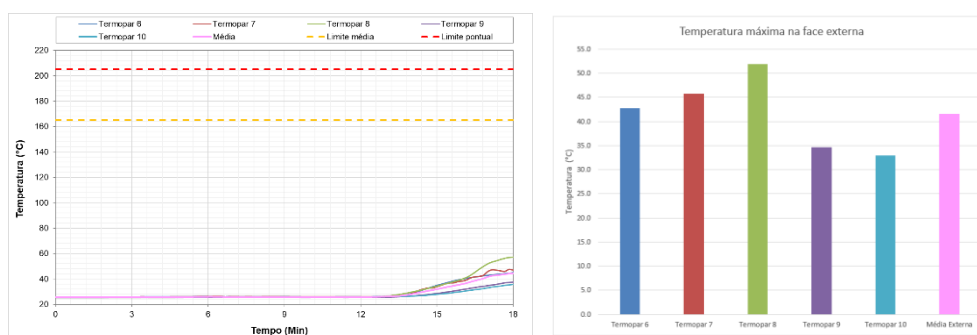 Termopar 6 Termopar 7 Termopar 8 Termopar 9
Termopar 10 Média Limite média Limite pontual
Temperatura (°C)
220
200
180
160
140
120
100
80
60
40
20
0 3 6 9 12 15 18
Tempo (Min)
Temperatura máxima na face externa
Temperatura (°C)
55.0
50.0
45.0
40.0
35.0
30.0
25.0
20.0
15.0
10.0
5.0
0.0
Termopar 6 Termopar 7 Termopar 8 Termopar 9 Termopar 10 Média Externa